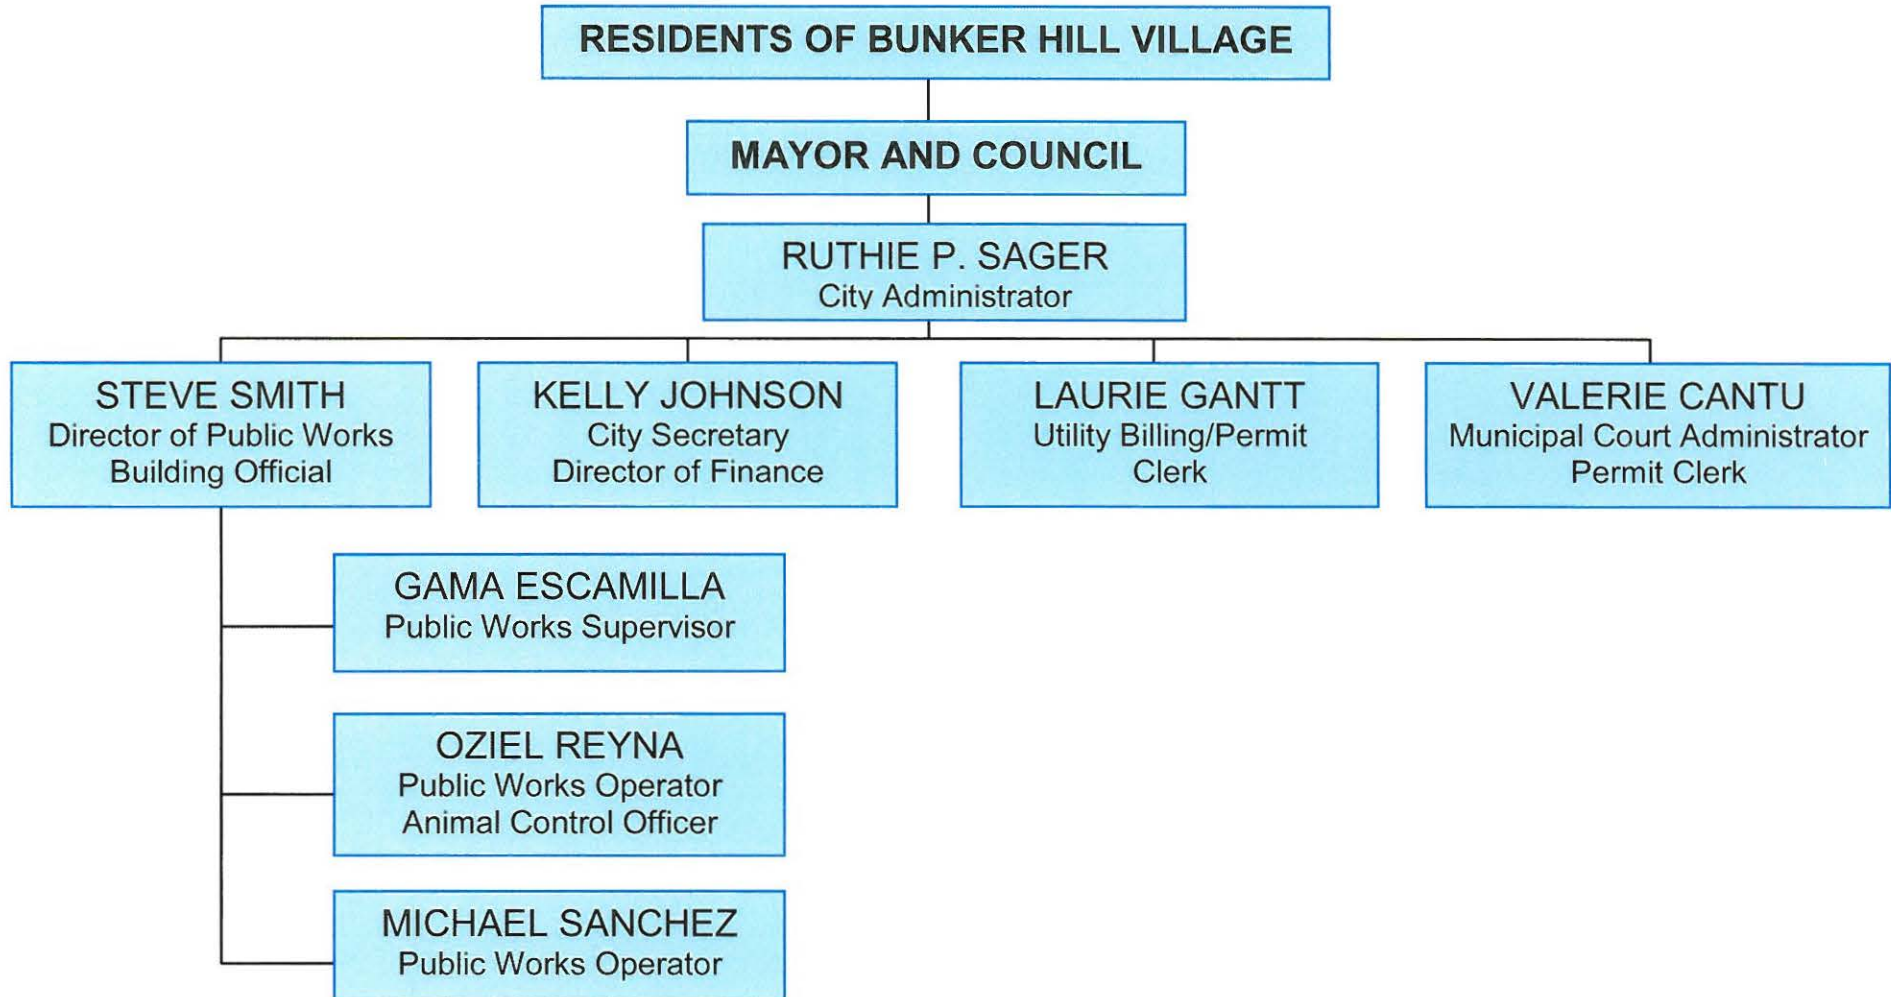 RESIDENTS OF BUNKER HILL VILLAGE
MAYOR AND COUNCIL
RUTHIE P. SAGER
City Administrator
STEVE SMITH
Director of Public Works
Building Official
KELLY JOHNSON
City Secretary
Director of Finance
LAURIE GANTT
Utility Billing/Permit
Clerk
VALERIE CANTU
Municipal Court Administrator
Permit Clerk
GAMA ESCAMILLA
Public Works Supervisor
OZIEL REYNA
Public Works Operator
Animal Control Officer
MICHAEL SANCHEZ
Public Works Operator